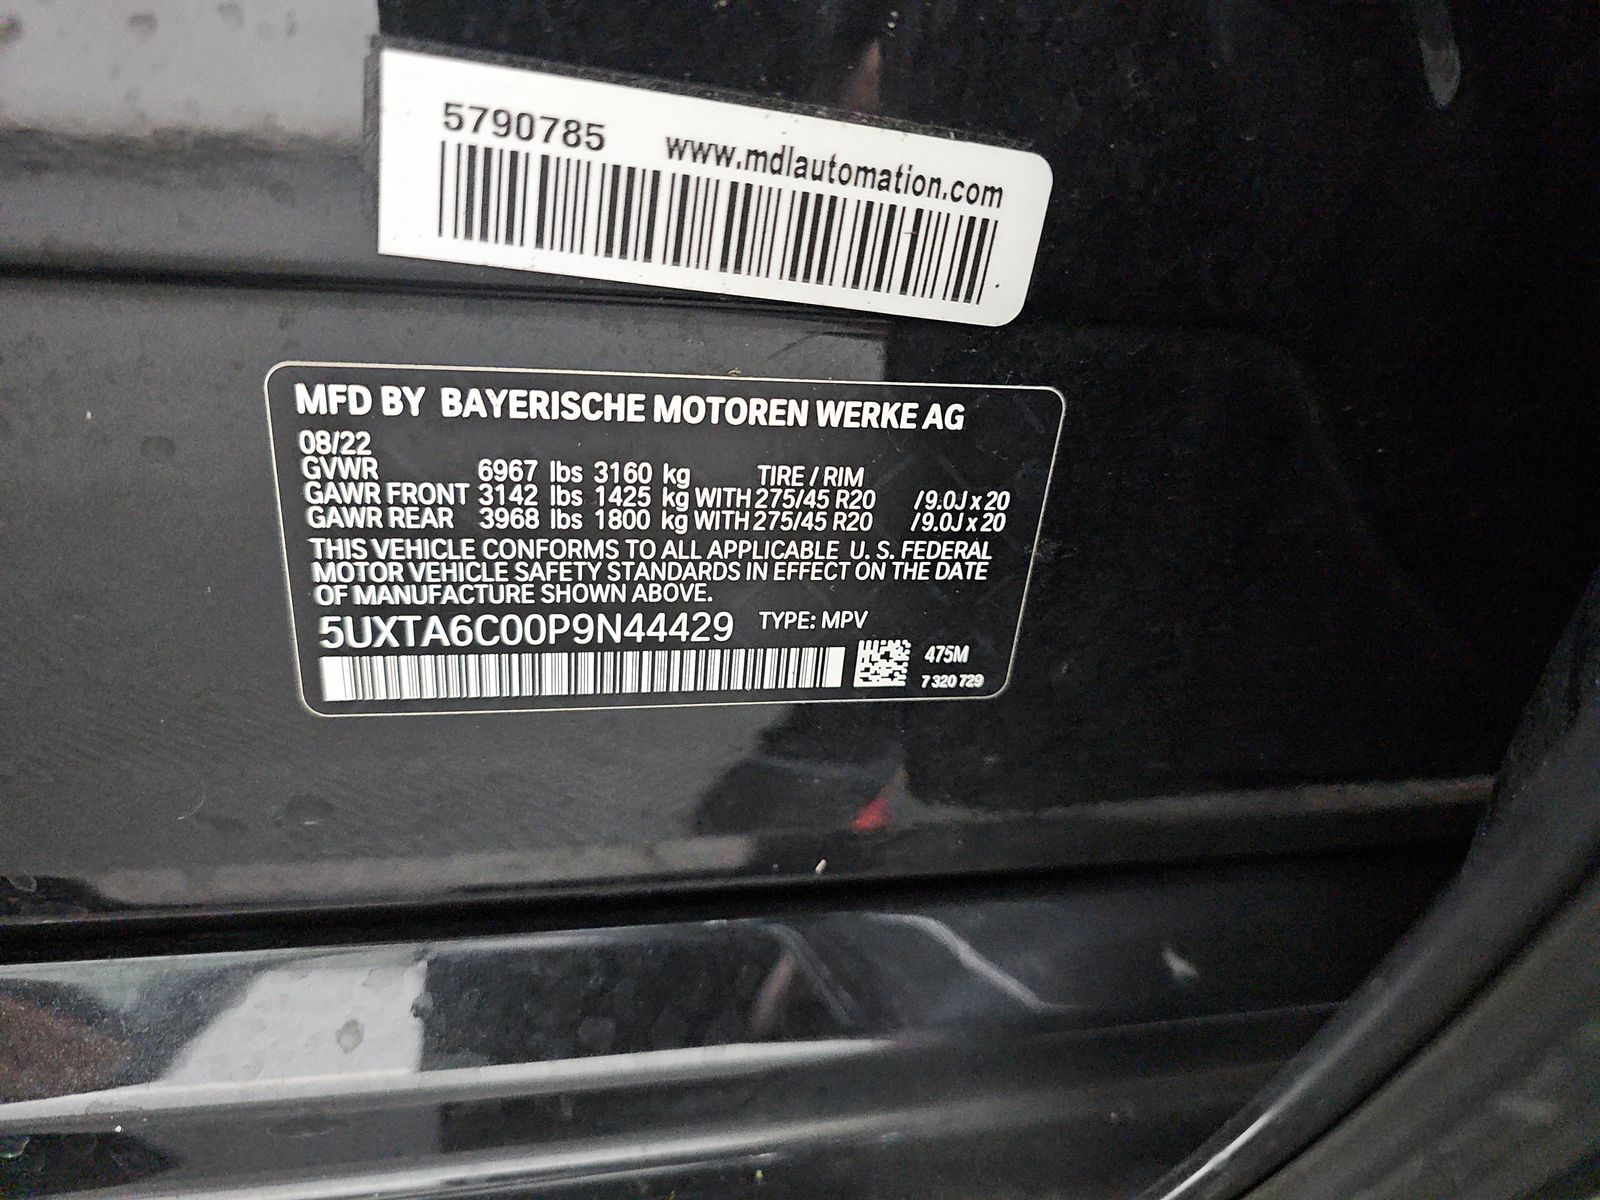 5790785 www.mdlautomation.com
MFD BY BAYERISCHE MOTOREN WERKE AG
08/22
GVWR 6967 lbs 3160 kg TIRE / RIM
GAWR FRONT 3142 lbs 1425 kg WITH 275/45 R20 /9.0J x 20
GAWR REAR 3968 lbs 1800 kg WITH 275/45 R20 /9.0J x 20
THIS VEHICLE CONFORMS TO ALL APPLICABLE U. S. FEDERAL
MOTOR VEHICLE SAFETY STANDARDS IN EFFECT ON THE DATE
OF MANUFACTURE SHOWN ABOVE.
5UXTA6C00P9N44429 TYPE: MPV
475M
7 320 729